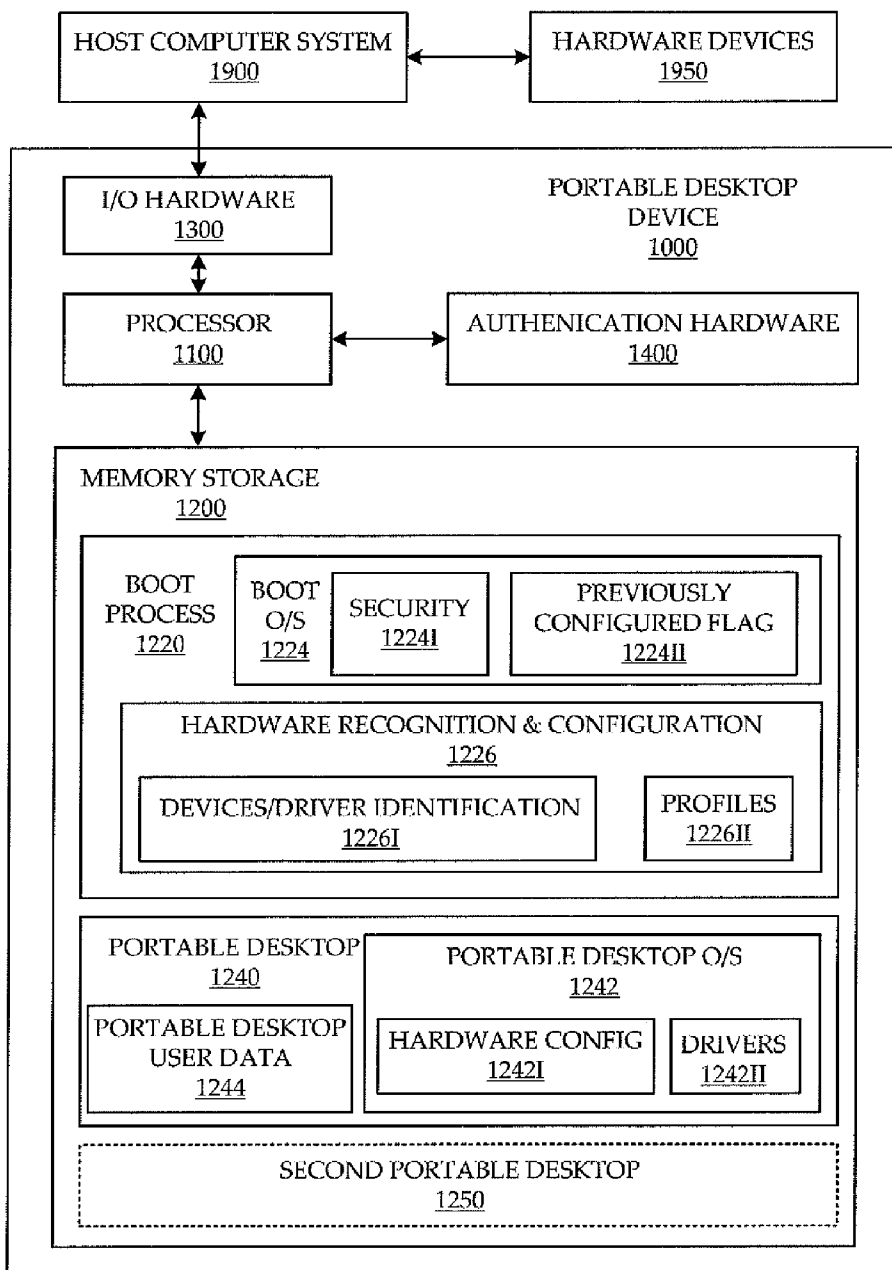 HOST COMPUTER SYSTEM
1900
HARDWARE DEVICES
1950
I/O HARDWARE
1300
PORTABLE DESKTOP
DEVICE
1000
PROCESSOR
1100
AUTHENICATION HARDWARE
1400
MEMORY STORAGE
1200
BOOT
PROCESS
1220
BOOT
O/S
1224
SECURITY
1224I
PREVIOUSLY
CONFIGURED FLAG
1224II
HARDWARE RECOGNITION & CONFIGURATION
1226
DEVICES/DRIVER IDENTIFICATION
1226I
PROFILES
1226II
PORTABLE DESKTOP
1240
PORTABLE DESKTOP
USER DATA
1244
PORTABLE DESKTOP O/S
1242
HARDWARE CONFIG
1242I
DRIVERS
1242II
SECOND PORTABLE DESKTOP
1250